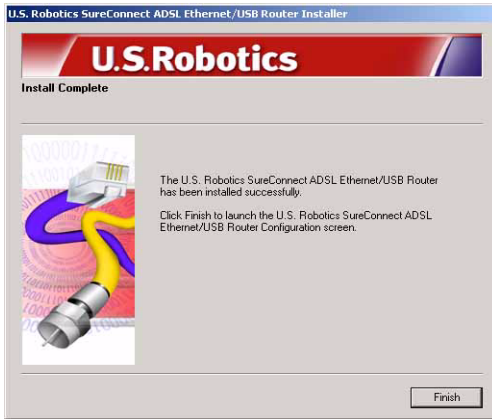 U.S. Robotics SureConnect ADSL Ethernet/USB Router Installer
U.S.Robotics
Install Complete
The U.S. Robotics SureConnect ADSL Ethernet/USB Router
has been installed successfully.
Click Finish to launch the U.S. Robotics SureConnect ADSL
Ethernet/USB Router Configuration screen.
Finish